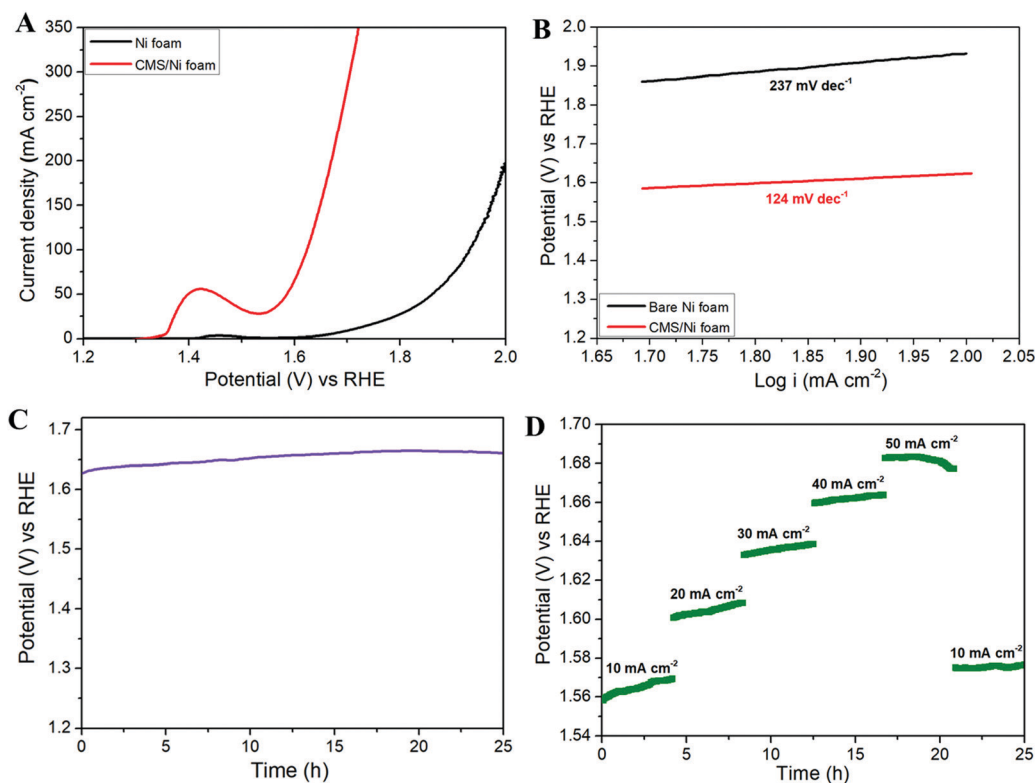 A
350
300
250
200
150
100
50
0
Current density (mA cm⁻²)
Ni foam
CMS/Ni foam
1.2 1.4 1.6 1.8 2.0
Potential (V) vs RHE
B
2.0
1.9
1.8
1.7
1.6
1.5
1.4
1.3
1.2
Potential (V) vs RHE
237 mV dec⁻¹
124 mV dec⁻¹
Bare Ni foam
CMS/Ni foam
1.65 1.70 1.75 1.80 1.85 1.90 1.95 2.00 2.05
Log i (mA cm⁻²)
C
1.7
1.6
1.5
1.4
1.3
1.2
Potential (V) vs RHE
0 5 10 15 20 25
Time (h)
D
1.70
1.68
1.66
1.64
1.62
1.60
1.58
1.56
1.54
Potential (V) vs RHE
50 mA cm⁻²
40 mA cm⁻²
30 mA cm⁻²
20 mA cm⁻²
10 mA cm⁻²
10 mA cm⁻²
0 5 10 15 20 25
Time (h)